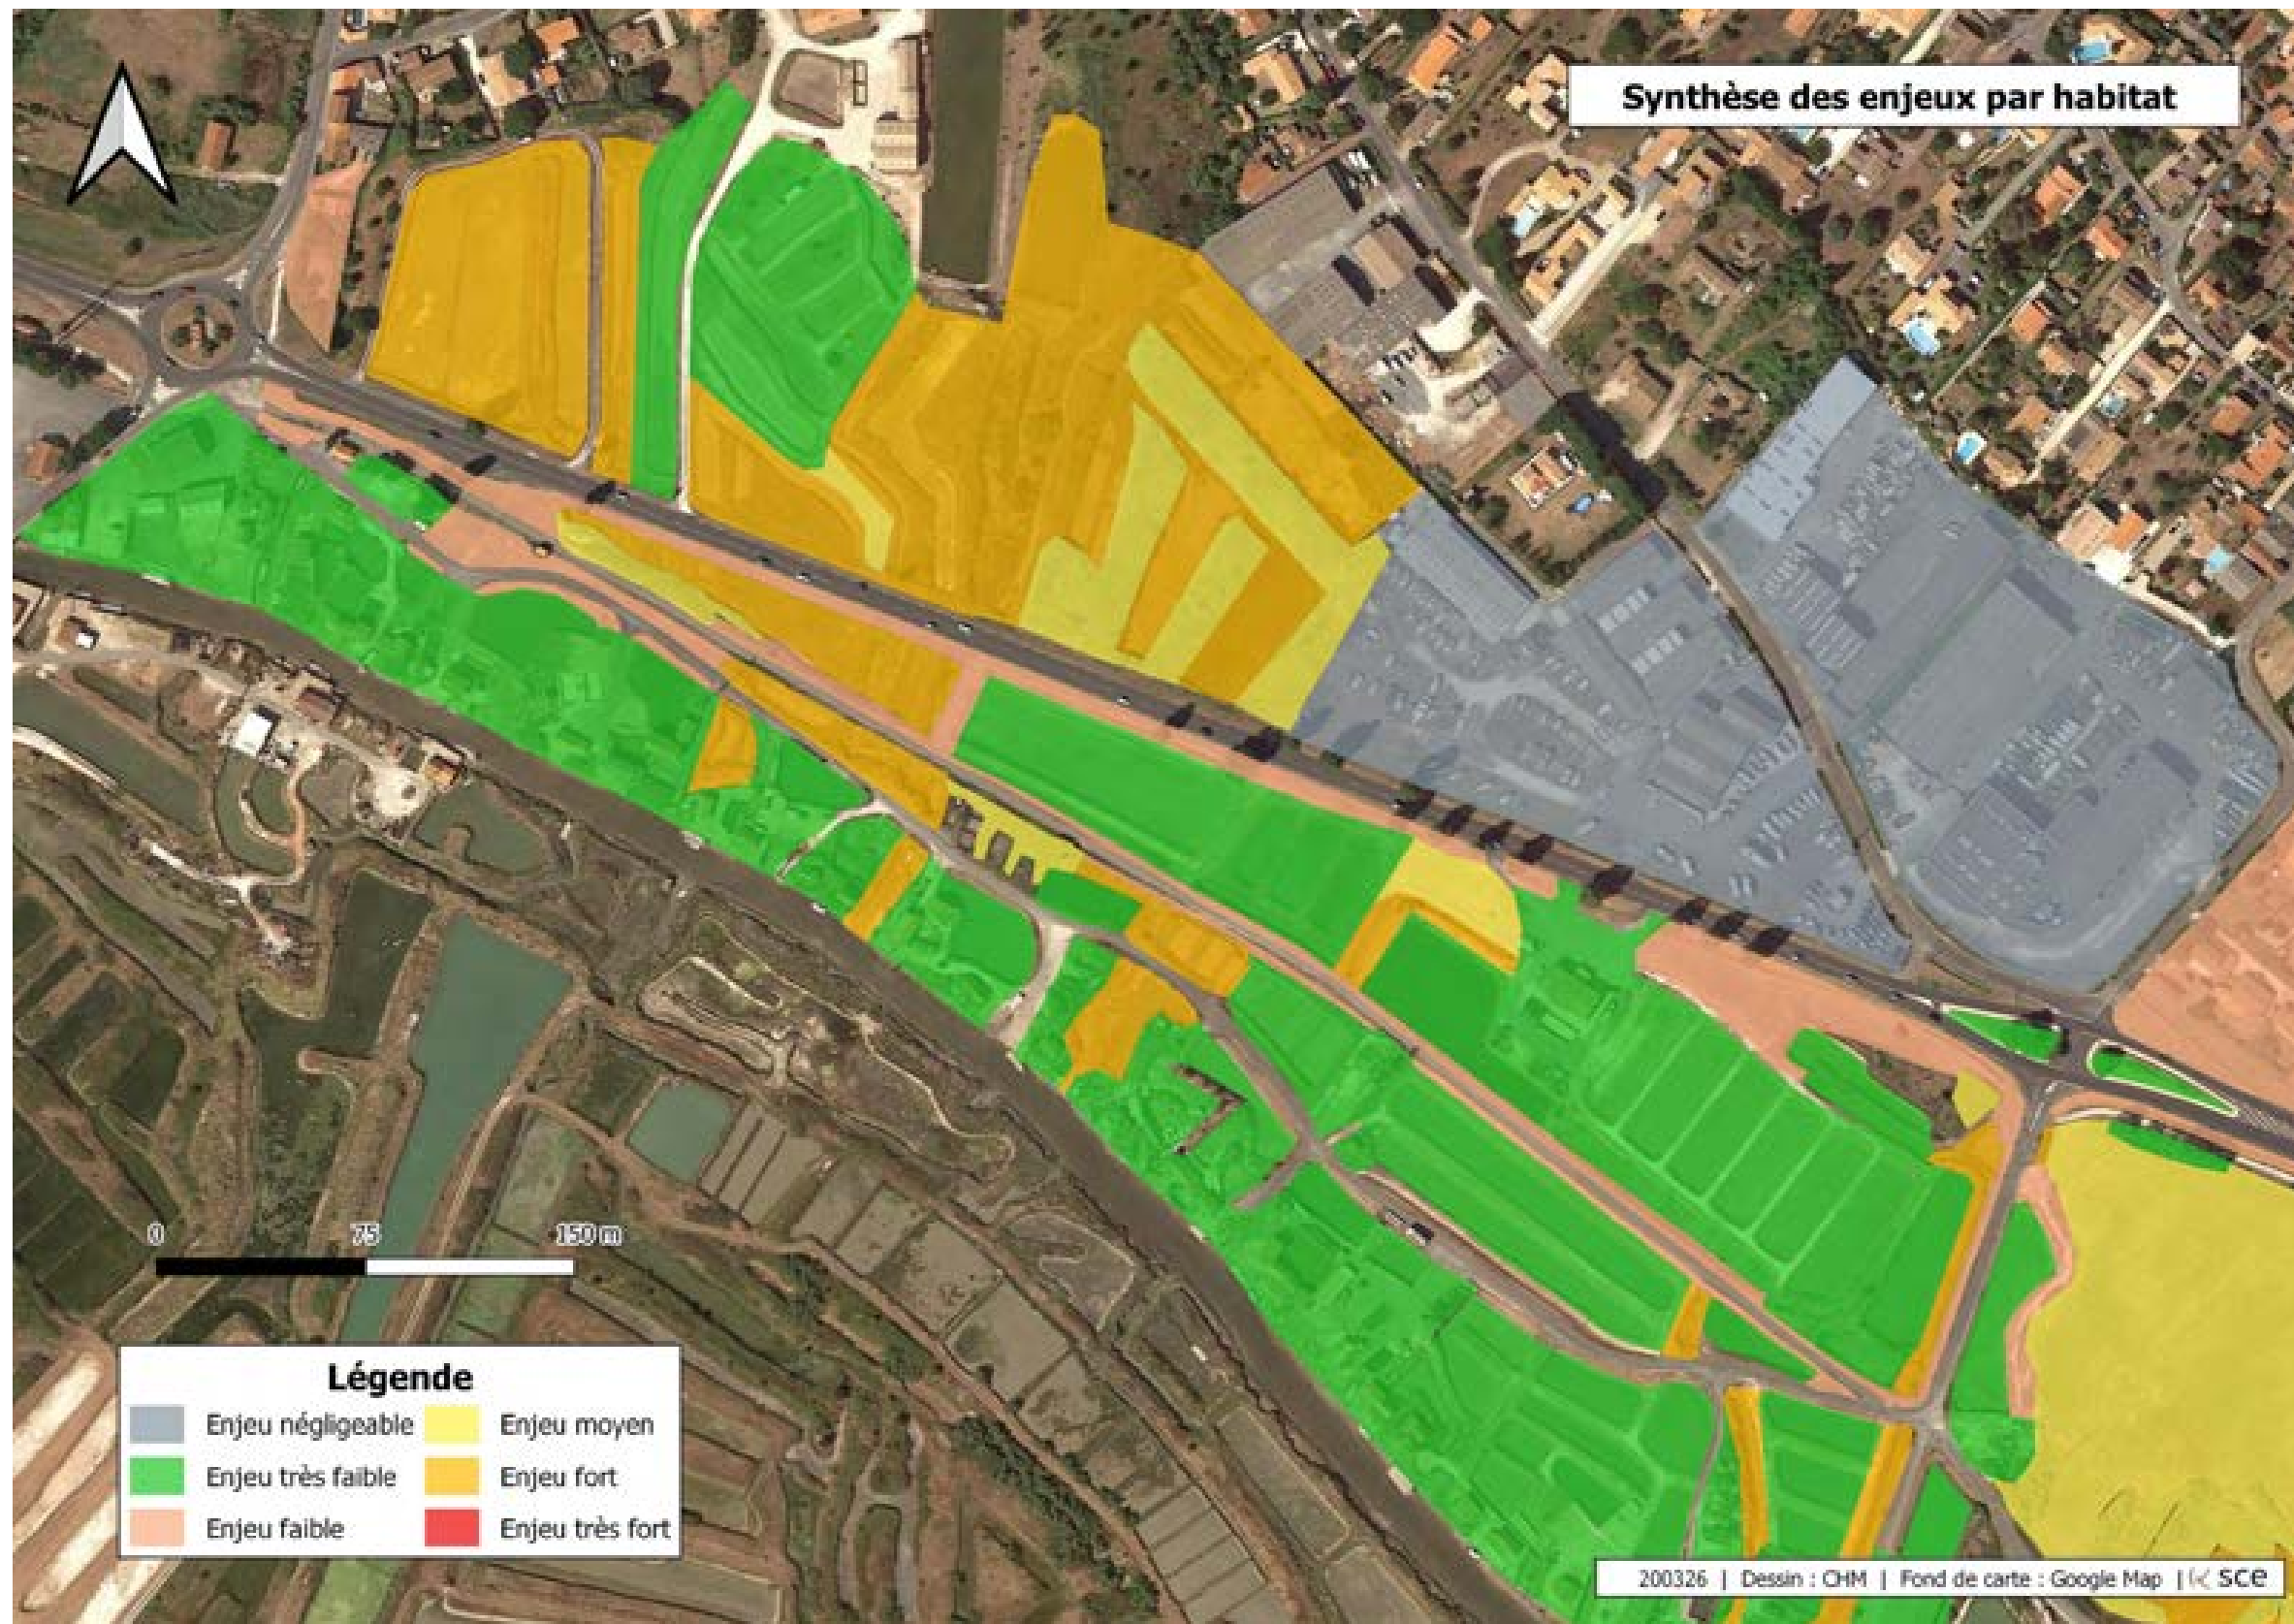 Synthèse des enjeux par habitat
0 75 150 m
Légende
Enjeu négligeable
Enjeu très faible
Enjeu faible
Enjeu moyen
Enjeu fort
Enjeu très fort
200326 | Dessin : CHM | Fond de carte : Google Map | sce